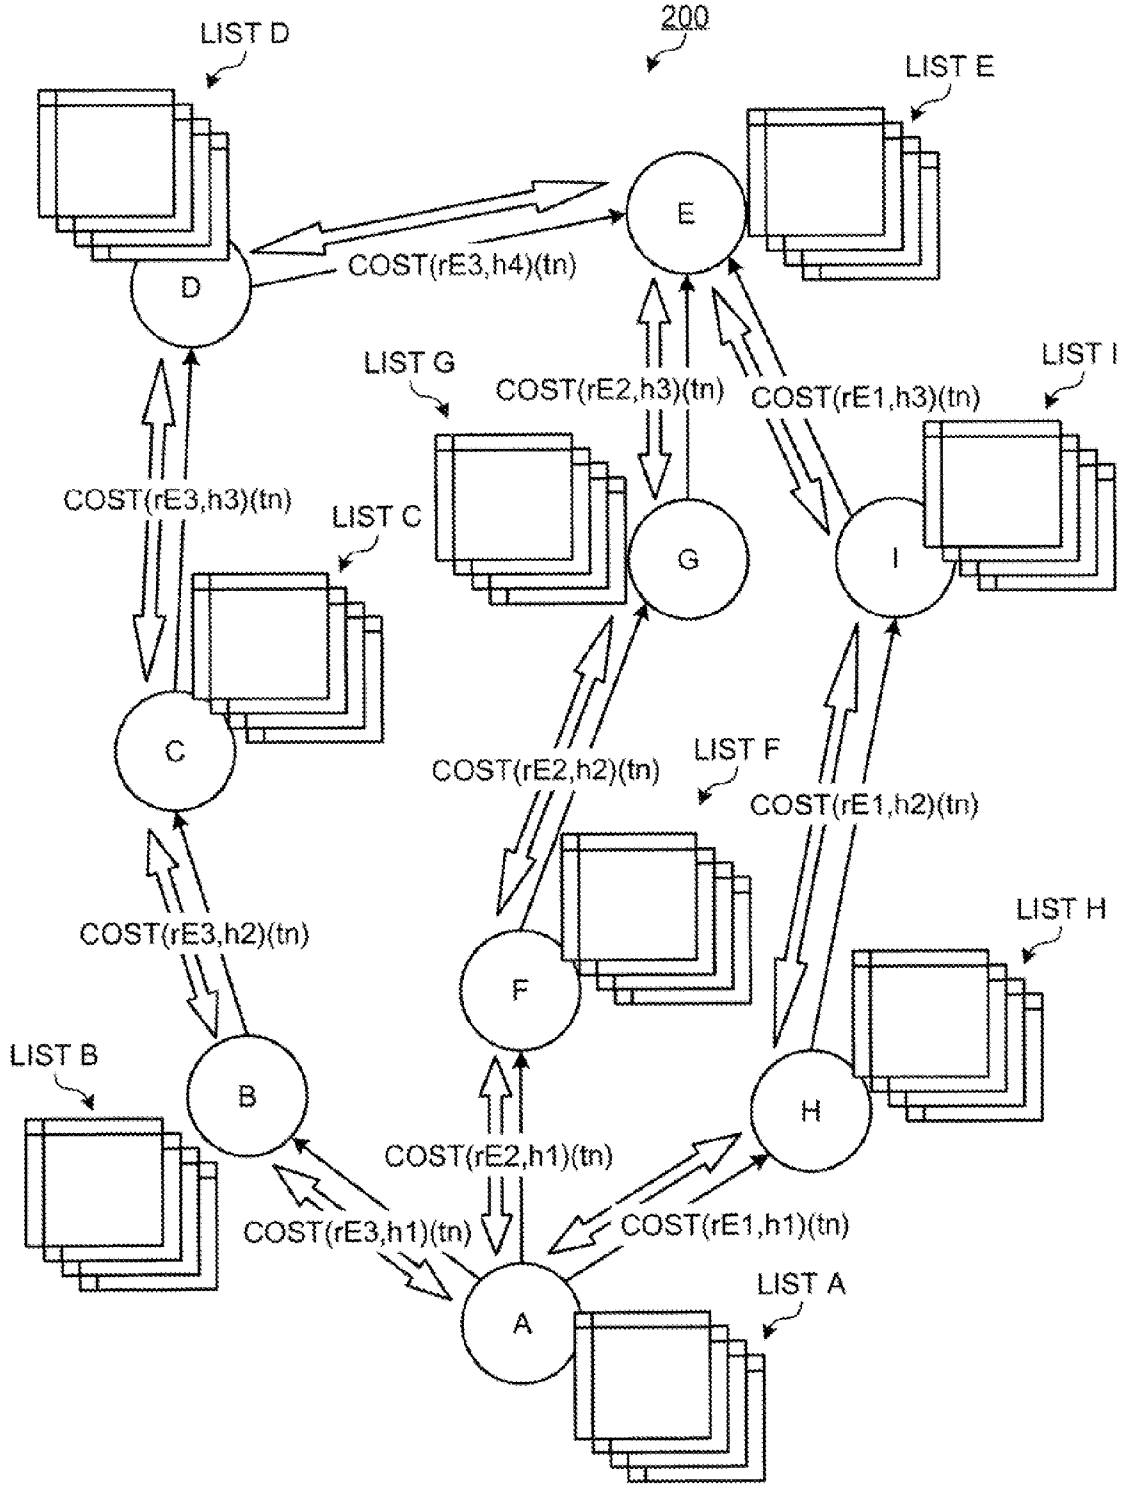 200
LIST D
LIST E
E
COST(rE3,h4)(tn)
D
LIST G
LIST I
COST(rE2,h3)(tn)
COST(rE1,h3)(tn)
COST(rE3,h3)(tn)
LIST C
G
I
C
LIST F
COST(rE2,h2)(tn)
COST(rE1,h2)(tn)
LIST H
COST(rE3,h2)(tn)
F
LIST B
B
H
COST(rE2,h1)(tn)
COST(rE3,h1)(tn)
COST(rE1,h1)(tn)
LIST A
A